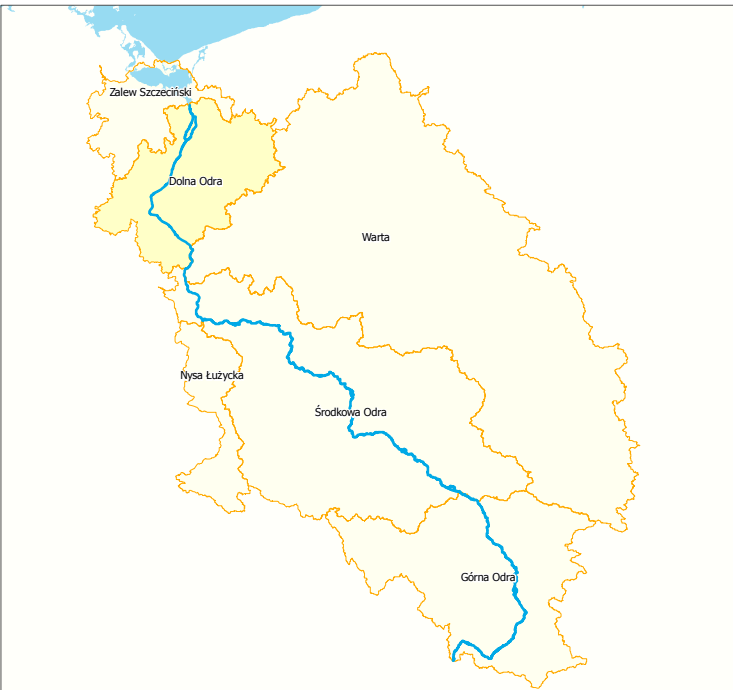 Zalew Szczeciński
Dolna Odra
Warta
Nysa Łużycka
Środkowa Odra
Górna Odra